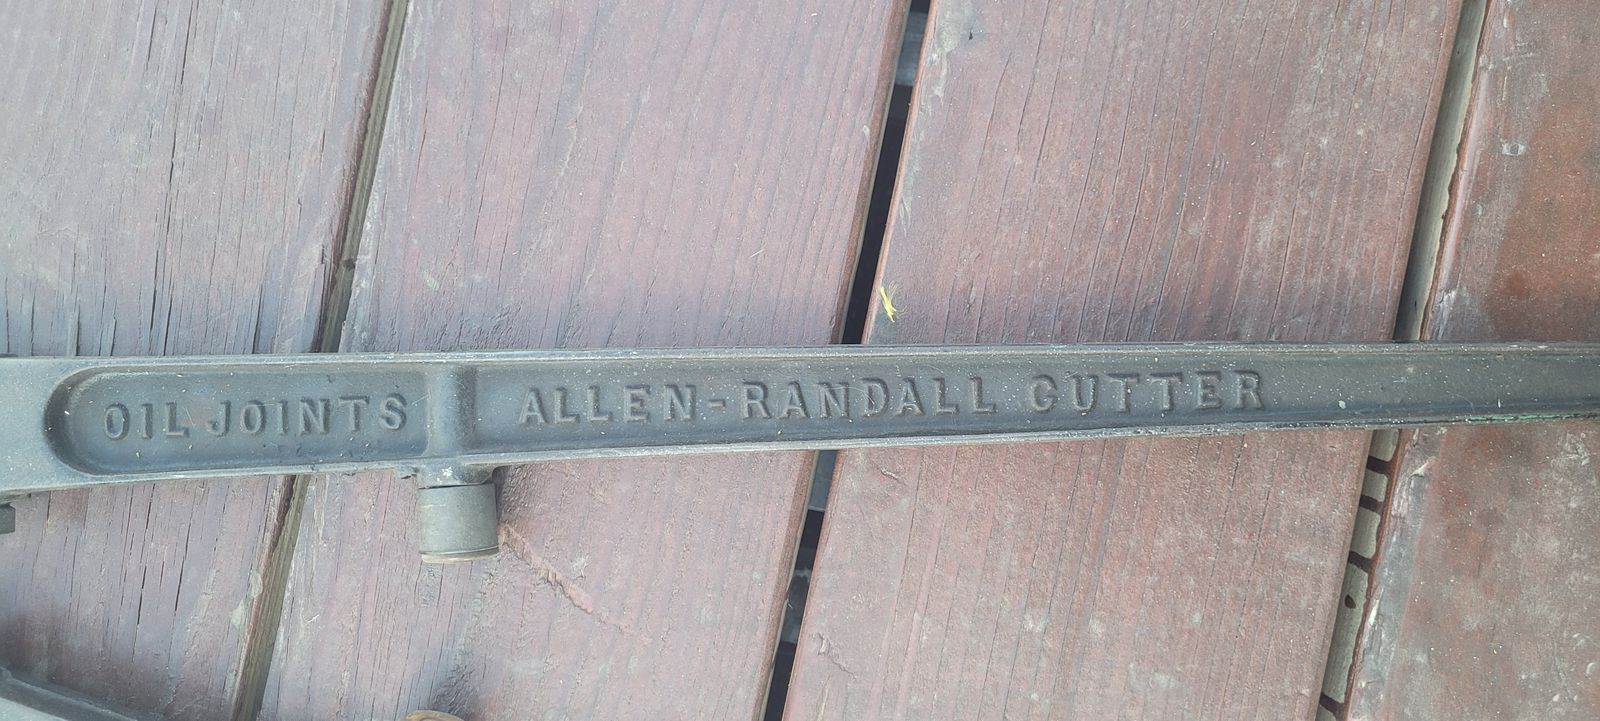 OIL JOINTS ALLEN-RANDALL CUTTER